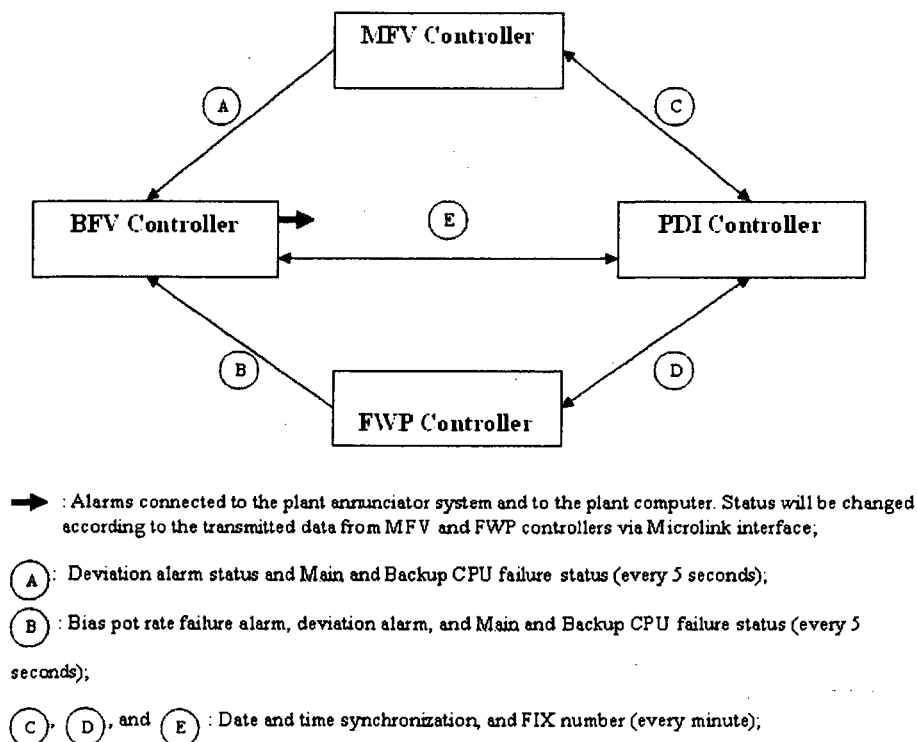 MFV Controller
A
C
BFV Controller
E
PDI Controller
B
D
FWP Controller
: Alarms connected to the plant annunciator system and to the plant computer. Status will be changed
according to the transmitted data from MFV and FWP controllers via Microlink interface;
A : Deviation alarm status and Main and Backup CPU failure status (every 5 seconds);
B : Bias pot rate failure alarm, deviation alarm, and Main and Backup CPU failure status (every 5
seconds);
C, D, and E : Date and time synchronization, and FIX number (every minute);